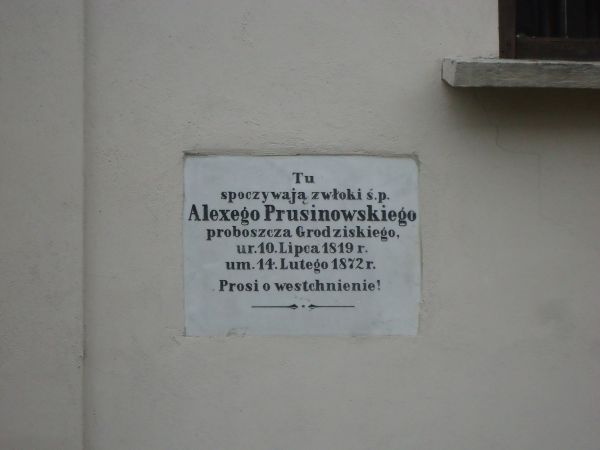 Tu
spoczywają zwłoki ś.p.
Alexego Prusinowskiego
proboszcza Grodziskiego,
ur. 10. Lipca 1819 r.
um. 14. Lutego 1872 r.
Prosi o westchnienie!